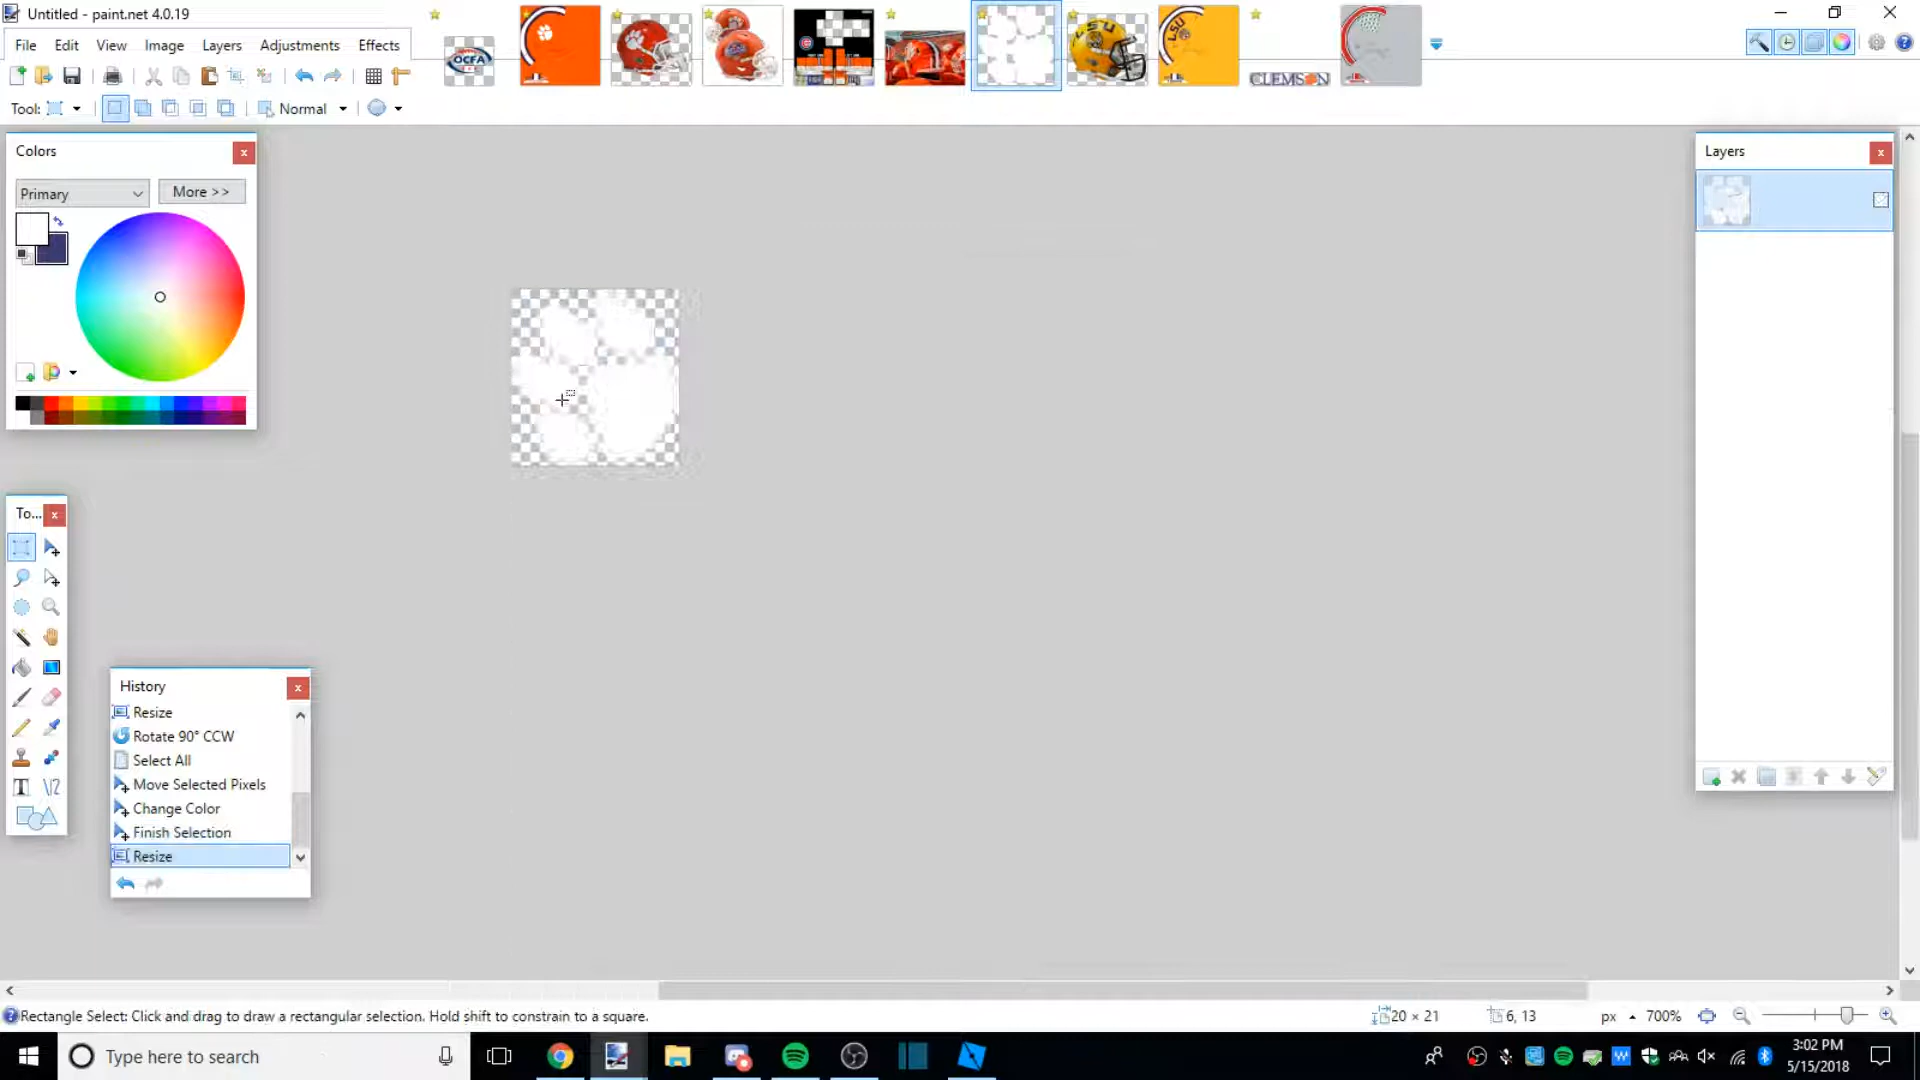 Untitled - paint.net 4.0.19
File Edit View Image Layers Adjustments Effects
OCFA
LSU
LSU
CLEMSON
Tool: Normal
Colors
Primary
More >>
Layers
To...
History
Resize
Rotate 90° CCW
Select All
Move Selected Pixels
Change Color
Finish Selection
Resize
Rectangle Select: Click and drag to draw a rectangular selection. Hold shift to constrain to a square.
20 × 21
6, 13
px
700%
Type here to search
3:02 PM
5/15/2018